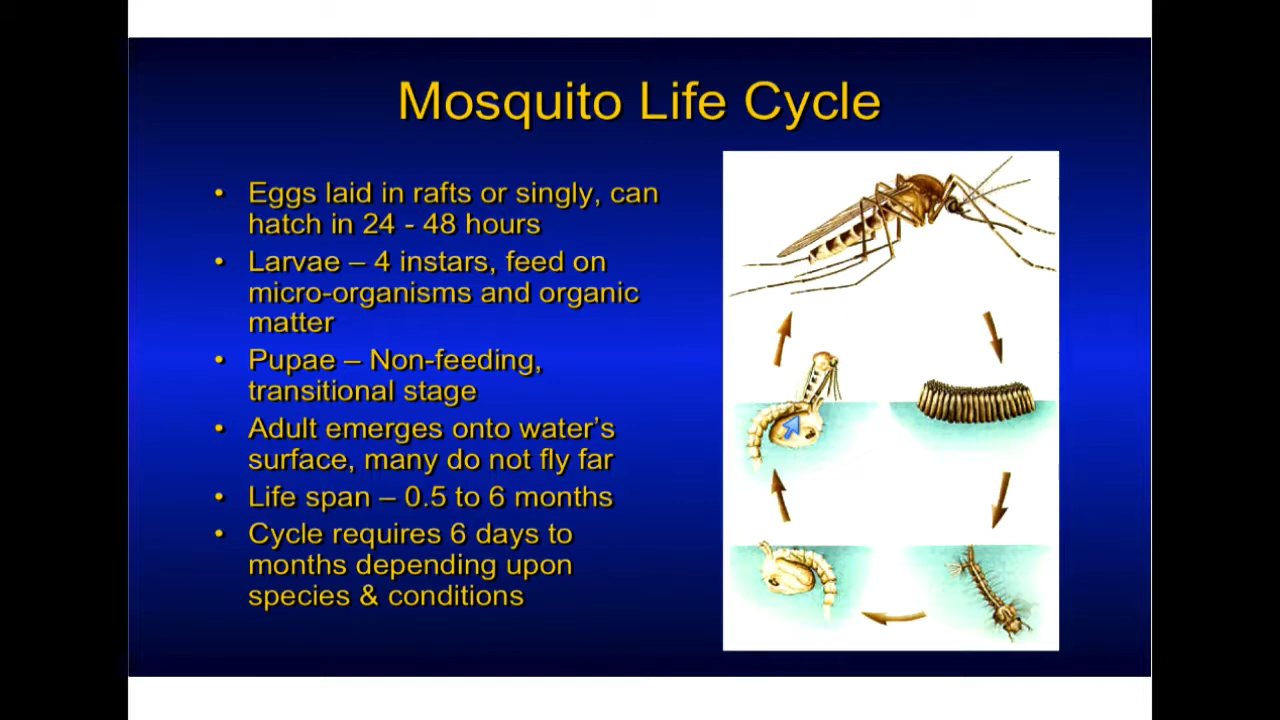 Mosquito Life Cycle
• Eggs laid in rafts or singly, can
hatch in 24 - 48 hours
• Larvae – 4 instars, feed on
micro-organisms and organic
matter
• Pupae – Non-feeding,
transitional stage
• Adult emerges onto water’s
surface, many do not fly far
• Life span – 0.5 to 6 months
• Cycle requires 6 days to
months depending upon
species & conditions